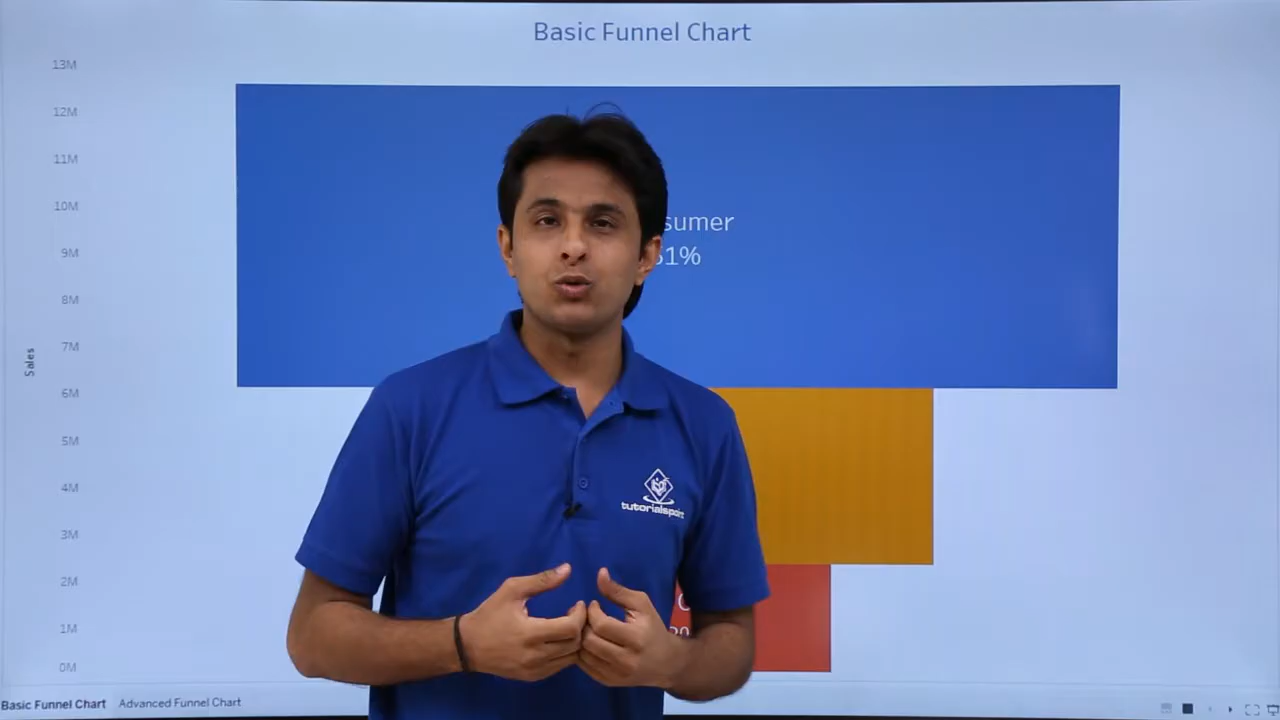 Basic Funnel Chart
13M
12M
11M
10M
9M
8M
7M
6M
5M
4M
3M
2M
1M
0M
Sales
sumer
51%
tutorialspoint
Basic Funnel Chart
Advanced Funnel Chart